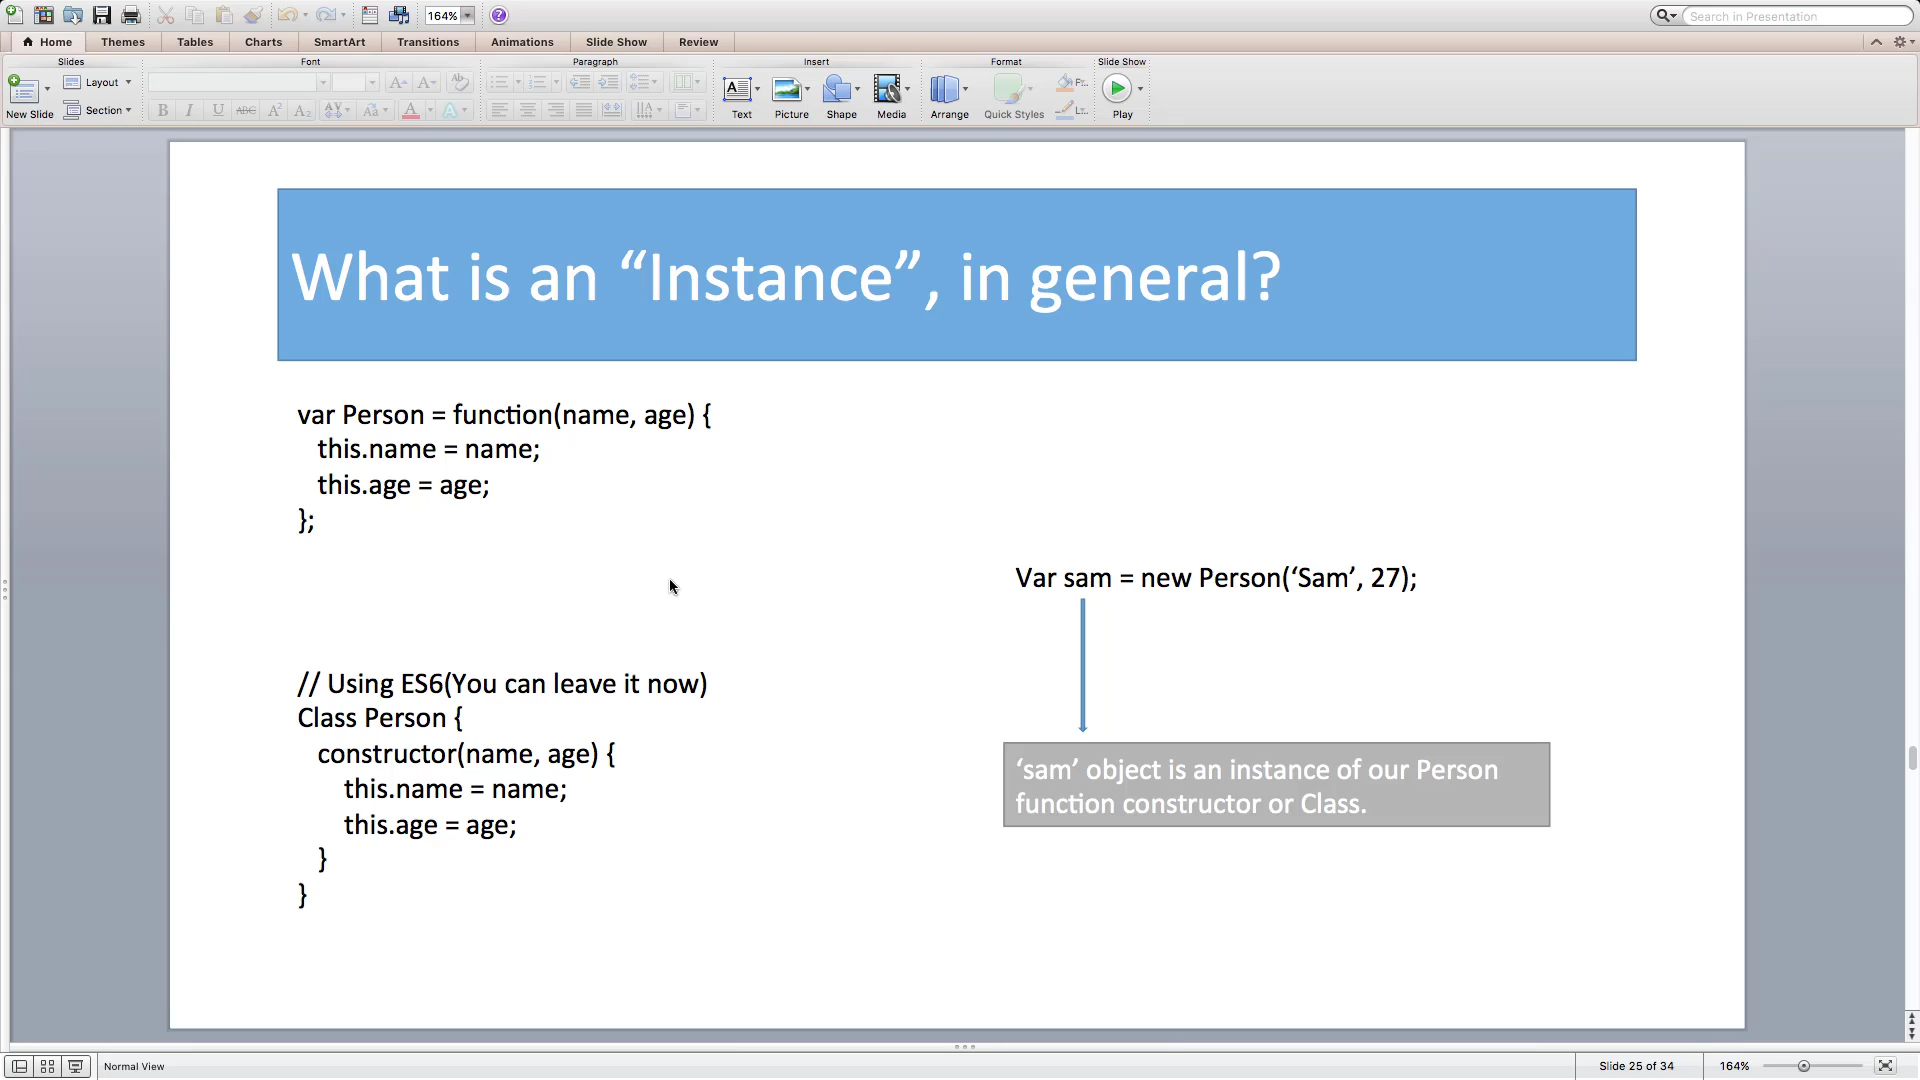 164%
Search in Presentation
Home Themes Tables Charts SmartArt Transitions Animations Slide Show Review
Slides Font Paragraph Insert Format Slide Show
New Slide Layout Section Text Picture Shape Media Arrange Quick Styles Play
What is an “Instance”, in general?
var Person = function(name, age) {
this.name = name;
this.age = age;
};
Var sam = new Person(‘Sam’, 27);
// Using ES6(You can leave it now)
Class Person {
constructor(name, age) {
this.name = name;
this.age = age;
}
}
‘sam’ object is an instance of our Person
function constructor or Class.
Normal View Slide 25 of 34 164%